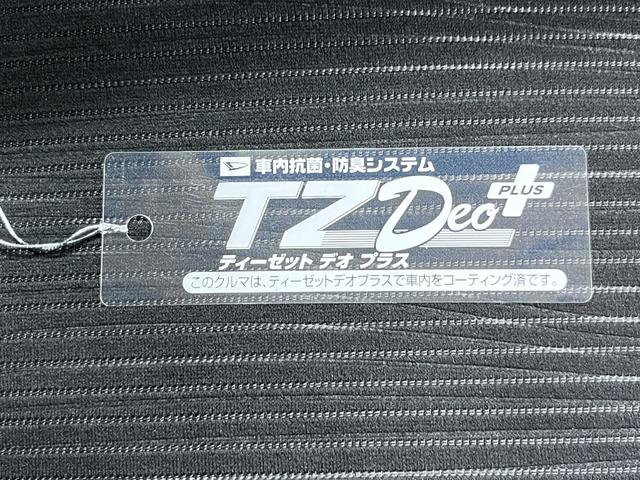 車内抗菌・防臭システム
TZ Deo PLUS
ティーゼット デオ プラス
このクルマは、ティーゼットデオプラスで車内をコーティング済です。